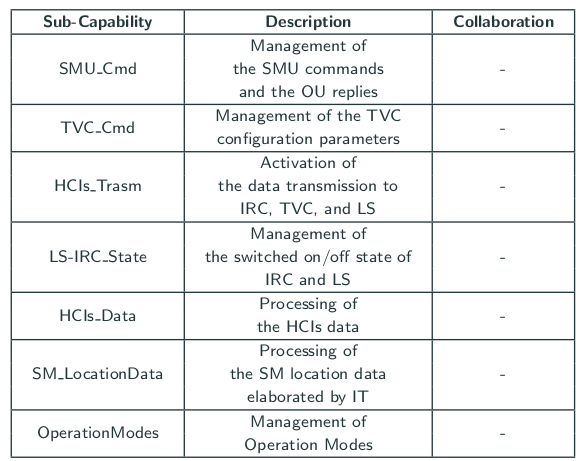 Sub-Capability Description Collaboration
Management of
SMU_Cmd the SMU commands -
and the OU replies
TVC_Cmd Management of the TVC -
configuration parameters
Activation of
HCIs_Trasm the data transmission to -
IRC, TVC, and LS
Management of
LS-IRC_State the switched on/off state of -
IRC and LS
HCIs_Data Processing of -
the HCIs data
Processing of
SM_LocationData the SM location data -
elaborated by IT
OperationModes Management of -
Operation Modes